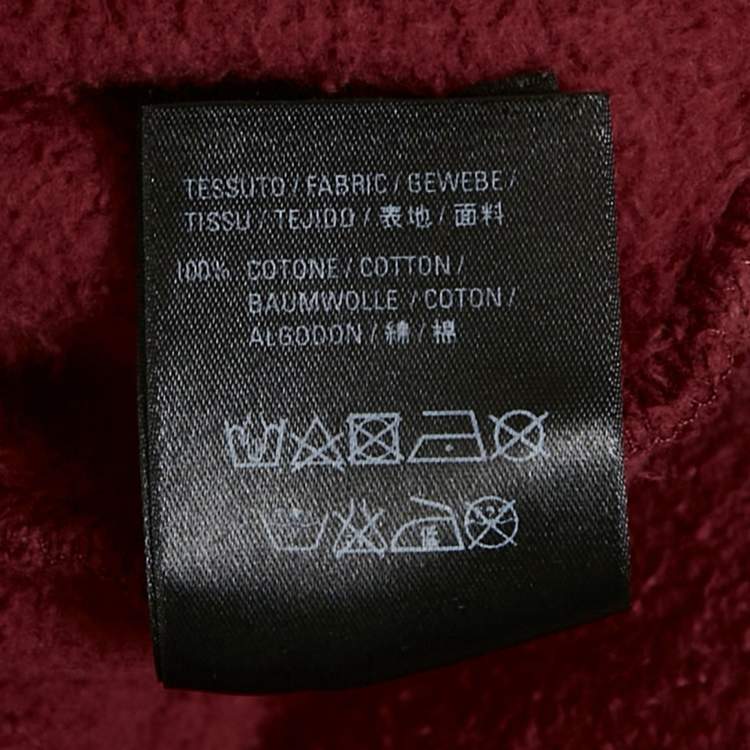 TESSUTO / FABRIC / GEWEBE /
TISSU / TEJIDO / 表地 / 面料
100% COTONE / COTTON /
BAUMWOLLE / COTON /
ALGODON / 綿 / 棉